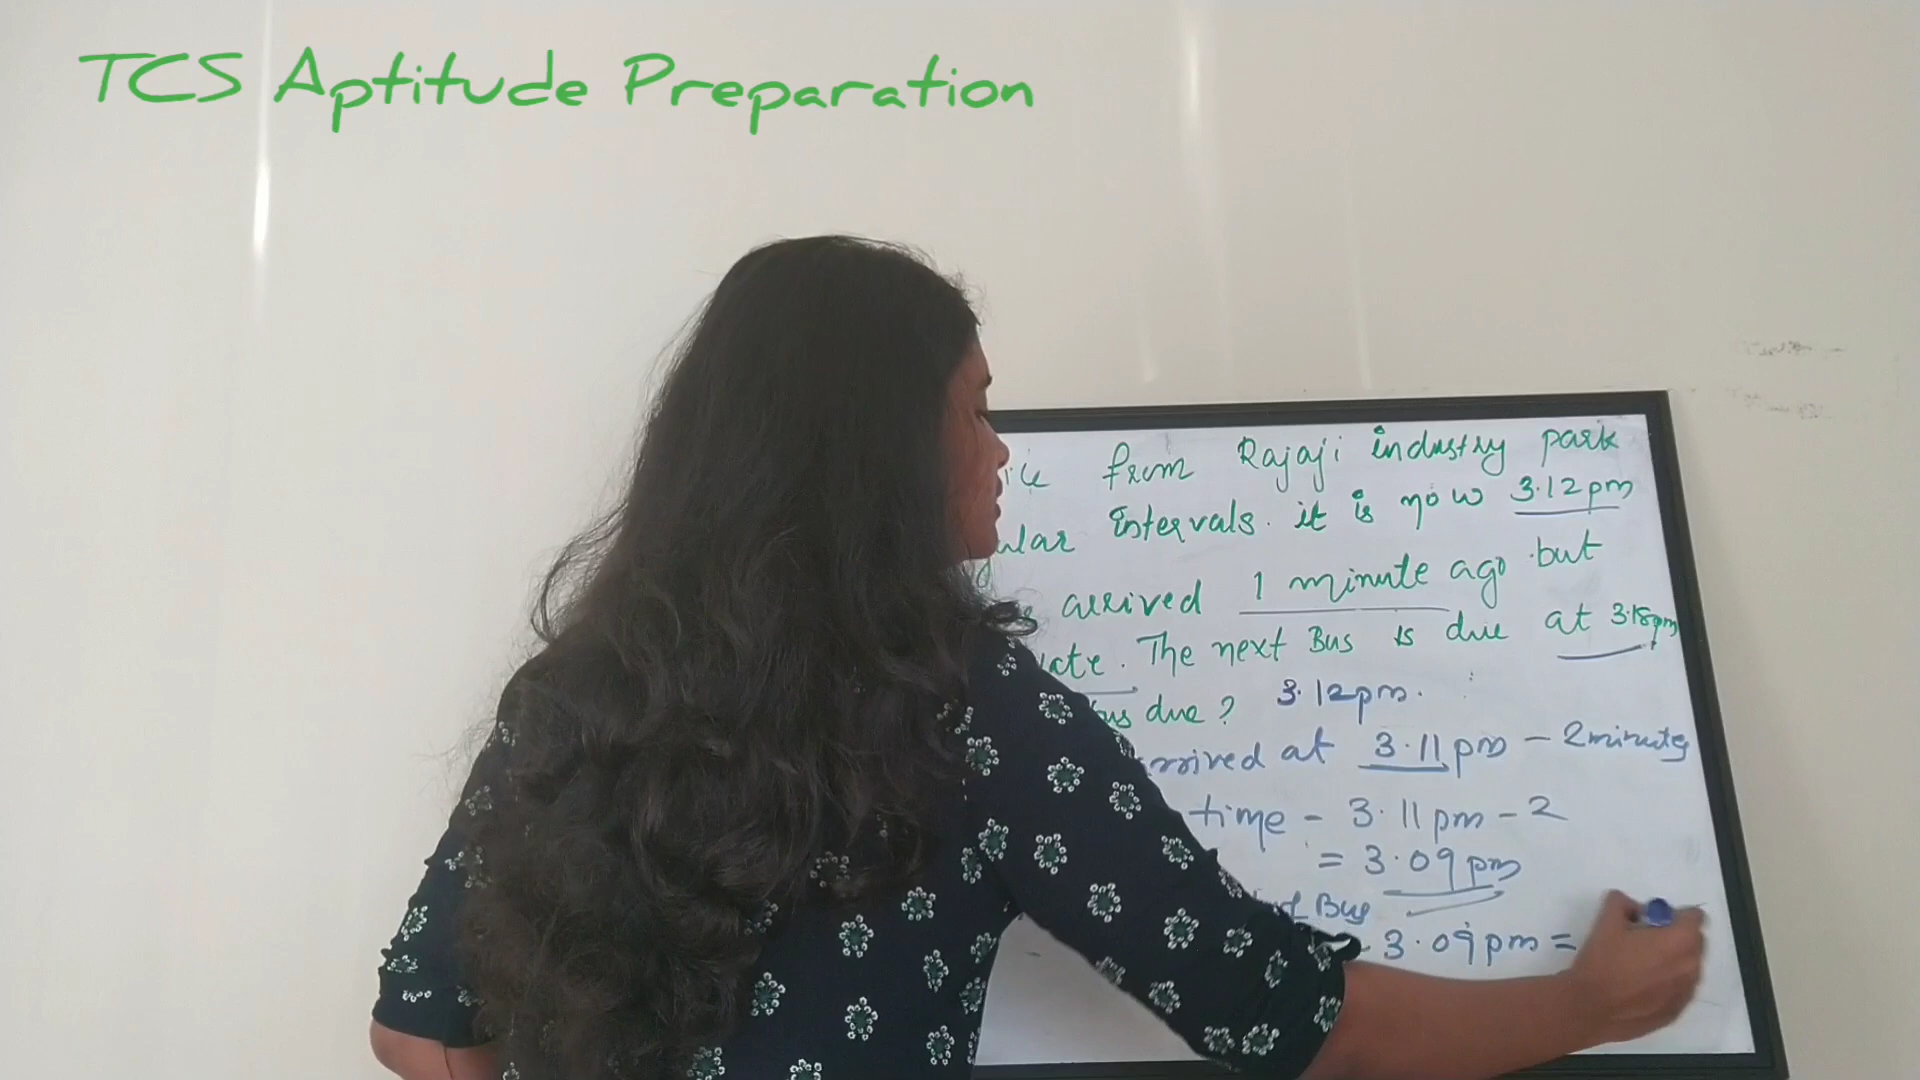 TCS Aptitude Preparation
from Rajaji industry park
intervals. it is now 3.12pm
arrived 1 minute ago but
The next Bus is due at 3.18pm
due? 3.12pm.
arrived at 3.11pm - 2minutes
time - 3.11pm - 2
= 3.09pm
Bus
- 3.09pm =